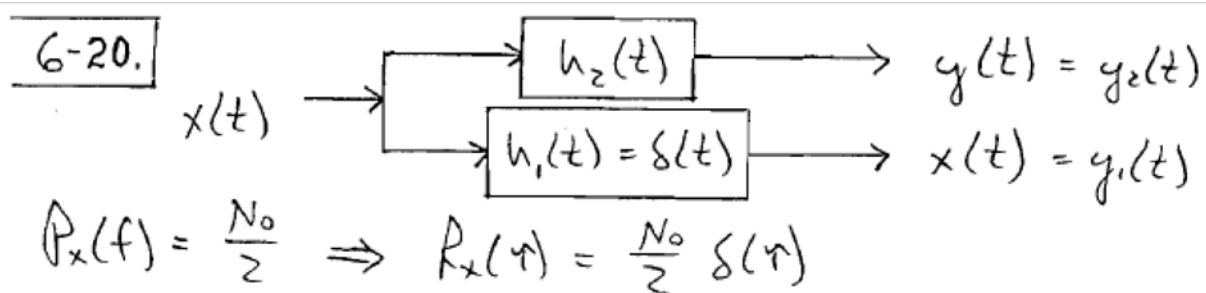 6-20.
h₂(t)
y(t) = y₂(t)
x(t)
h₁(t) = δ(t)
x(t) = y₁(t)
Pₓ(f) = N₀/2 ⇒ Rₓ(τ) = N₀/2 δ(τ)